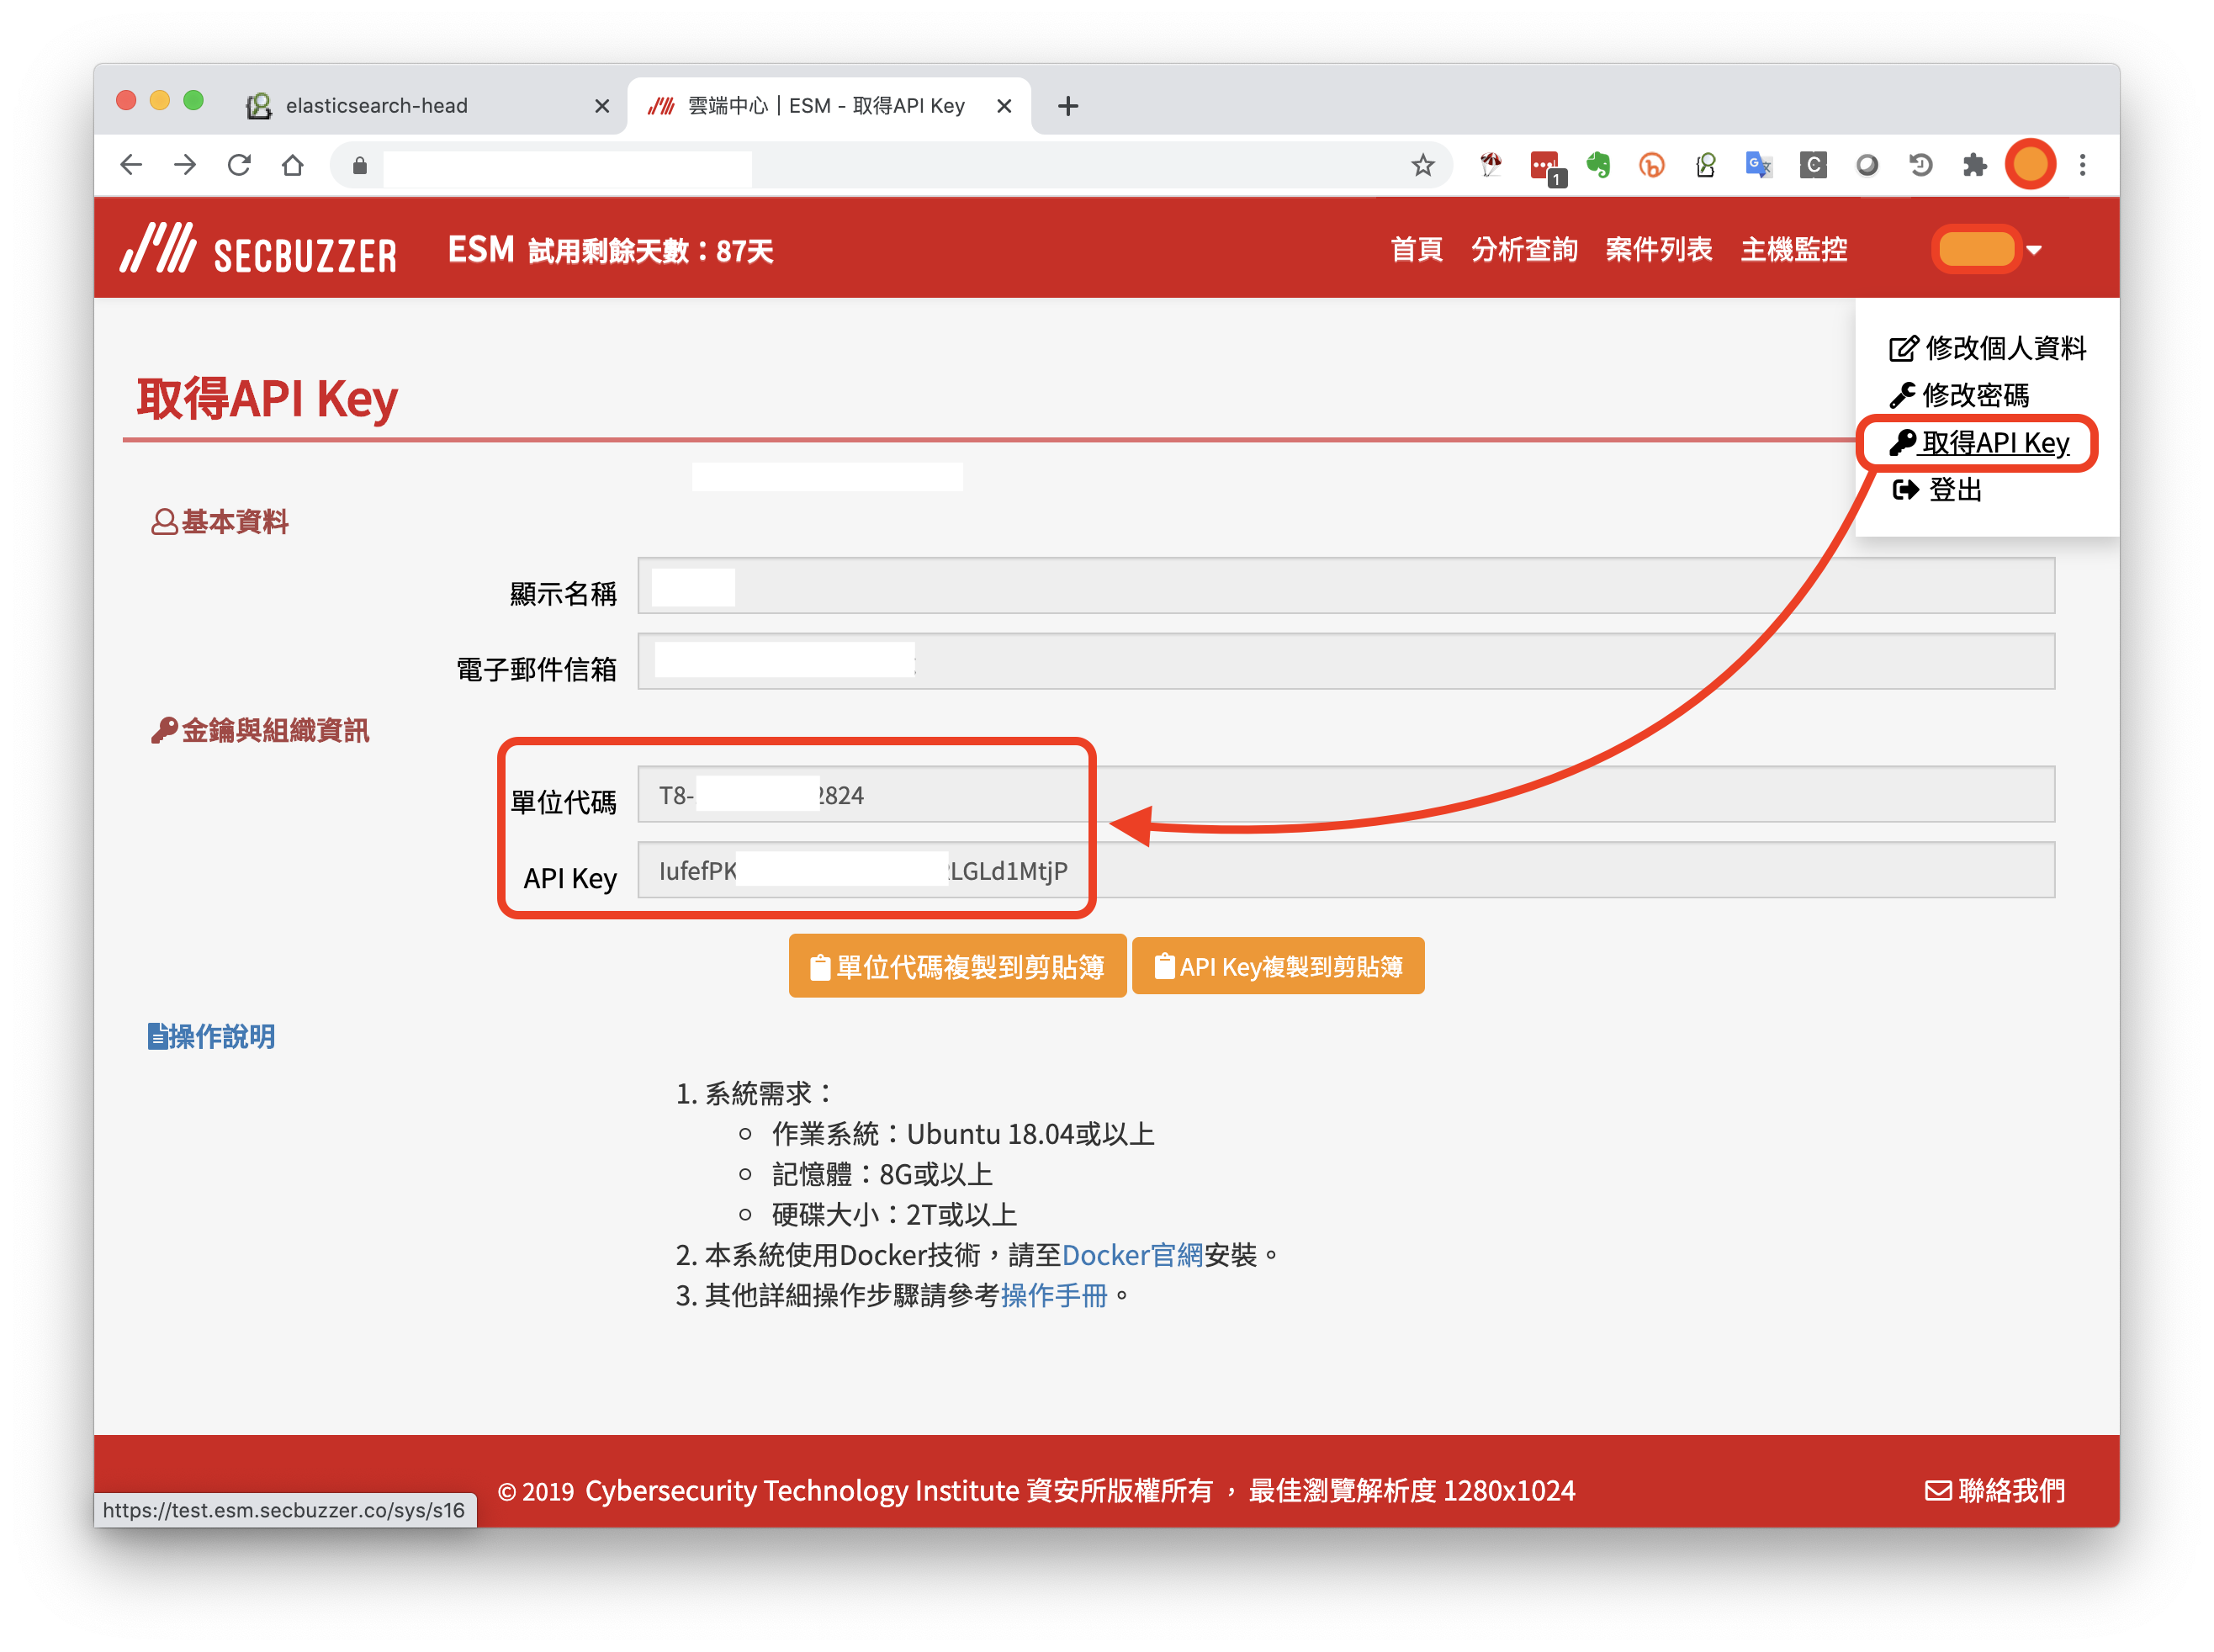 elasticsearch-head
雲端中心 | ESM - 取得API Key
1
SECBUZZER ESM 試用剩餘天數：87天 首頁 分析查詢 案件列表 主機監控
修改個人資料
修改密碼
取得API Key
登出
取得API Key
基本資料
顯示名稱
電子郵件信箱
金鑰與組織資訊
單位代碼 T8- 2824
API Key IufefPK LGLd1MtjP
單位代碼複製到剪貼簿 API Key複製到剪貼簿
操作說明
1. 系統需求：
作業系統：Ubuntu 18.04或以上
記憶體：8G或以上
硬碟大小：2T或以上
2. 本系統使用Docker技術，請至Docker官網安裝。
3. 其他詳細操作步驟請參考操作手冊。
© 2019 Cybersecurity Technology Institute 資安所版權所有， 最佳瀏覽解析度 1280x1024 聯絡我們
https://test.esm.secbuzzer.co/sys/s16